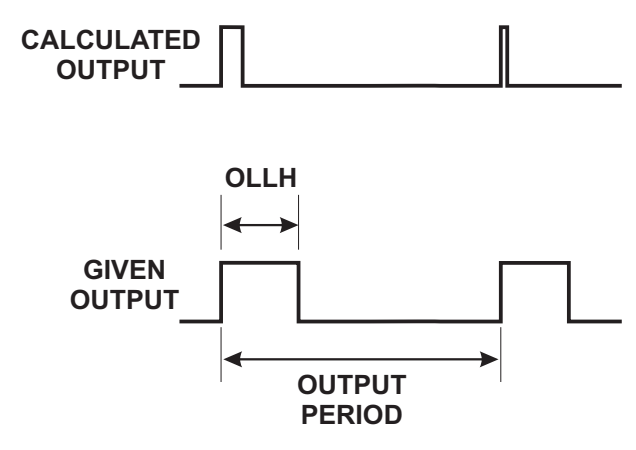 CALCULATED
OUTPUT
OLLH
GIVEN
OUTPUT
OUTPUT
PERIOD